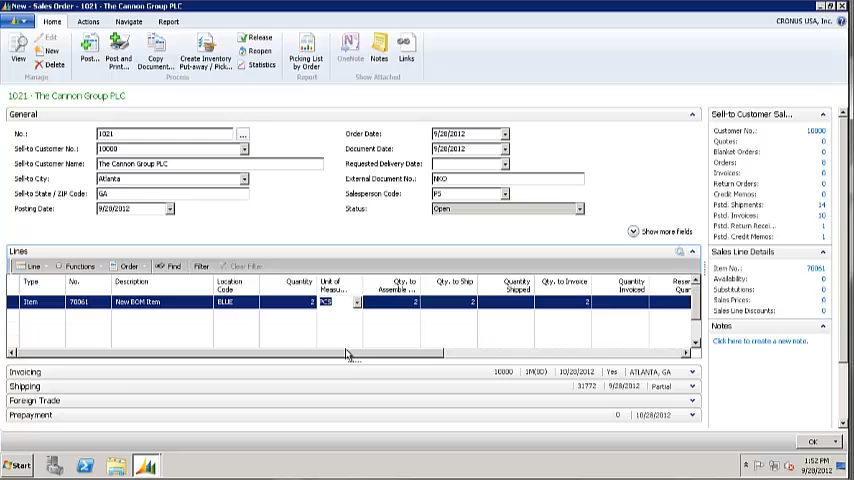 New - Sales Order - 1021 - The Cannon Group PLC
Home Actions Navigate Report CRONUS USA, Inc.
View Edit New Delete Post... Post and Print... Copy Document... Create Inventory Put-away / Pick... Release Reopen Statistics Picking List by Order OneNote Notes Links
Manage Process Report Show Attached
1021 · The Cannon Group PLC
General
No.: 1021 ... Order Date: 9/28/2012
Sell-to Customer No.: 10000 Document Date: 9/28/2012
Sell-to Customer Name: The Cannon Group PLC Requested Delivery Date:
Sell-to City: Atlanta External Document No.: NKO
Sell-to State / ZIP Code: GA Salesperson Code: PS
Posting Date: 9/28/2012 Status: Open
Show more fields
Lines
Line Functions Order Find Filter Clear Filter
Type No. Description Location Code Quantity Unit of Measu... Qty. to Assemble ... Qty. to Ship Quantity Shipped Qty. to Invoice Quantity Invoiced Reser Quan
Item 70061 New BOM Item BLUE 2 PCS 2 2 2
Invoicing 10000 1M(8D) 10/28/2012 Yes ATLANTA, GA
Shipping 31772 9/28/2012 Partial
Foreign Trade
Prepayment 0 10/28/2012
Sell-to Customer Sal...
Customer No.: 10000
Quotes: 0
Blanket Orders: 0
Orders: 8
Invoices: 0
Return Orders: 0
Credit Memos: 0
Pstd. Shipments: 14
Pstd. Invoices: 10
Pstd. Return Recei... 1
Pstd. Credit Memos: 1
Sales Line Details
Item No.: 70061
Availability: 0
Substitutions: 0
Sales Prices: 0
Sales Line Discounts: 0
Notes
Click here to create a new note.
OK
Start 1:52 PM
9/28/2012